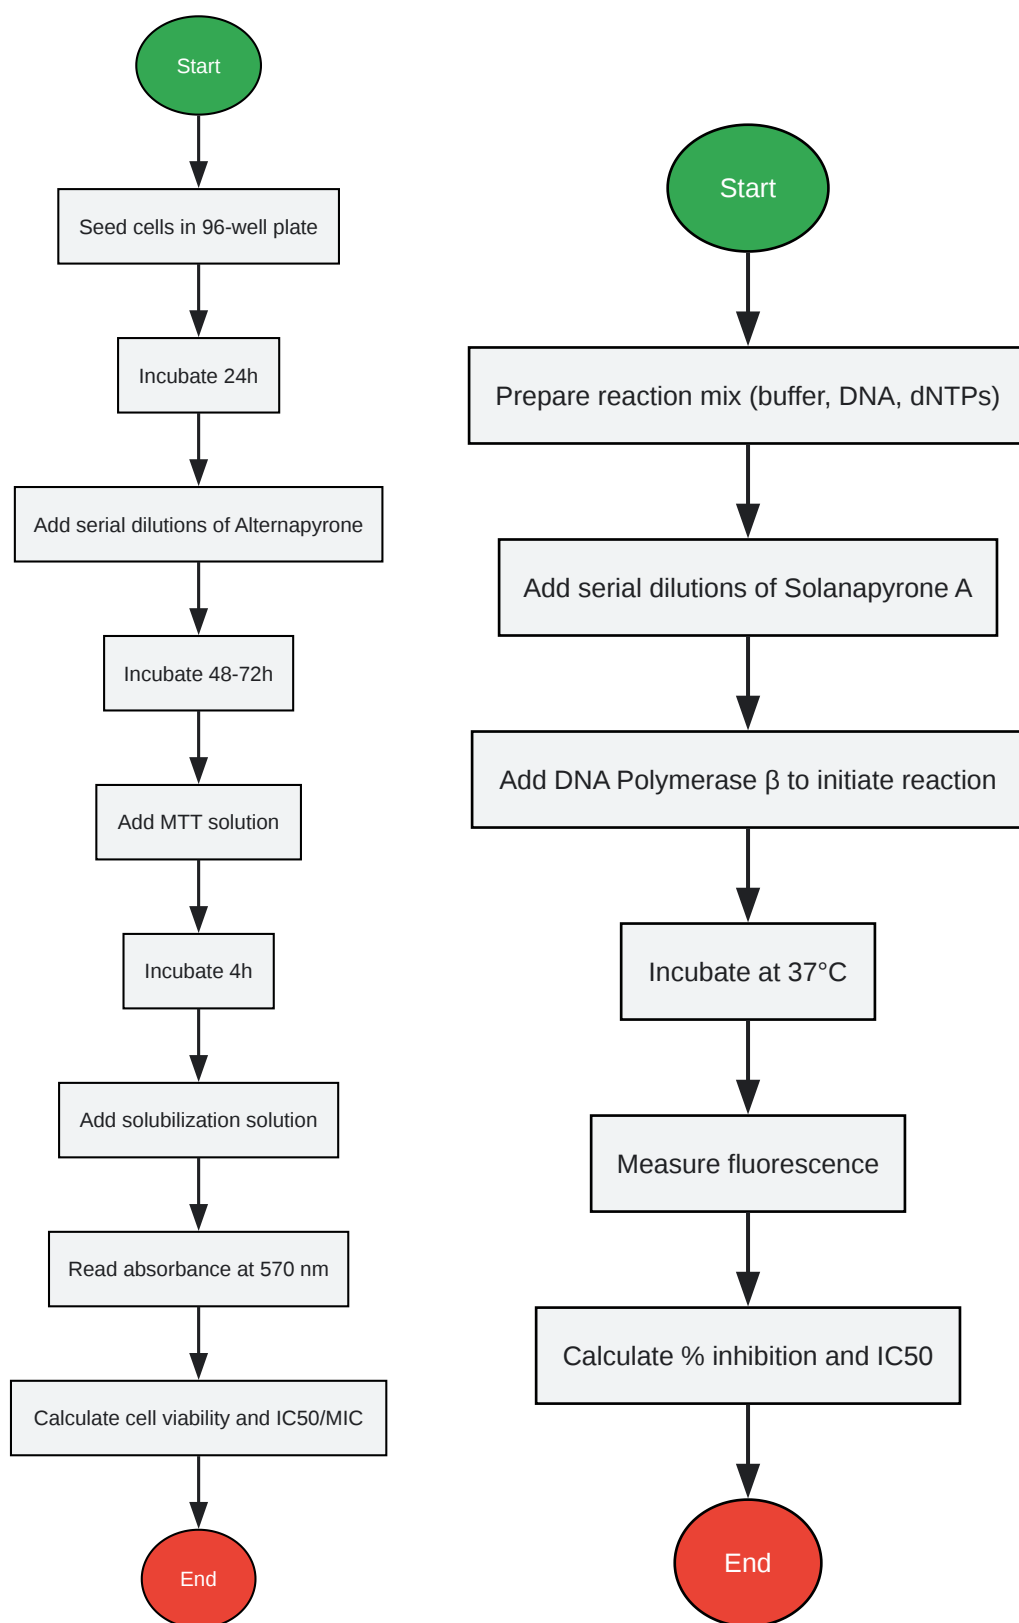 Start
Seed cells in 96-well plate
Incubate 24h
Add serial dilutions of Alternapyrone
Incubate 48-72h
Add MTT solution
Incubate 4h
Add solubilization solution
Read absorbance at 570 nm
Calculate cell viability and IC50/MIC
End
Start
Prepare reaction mix (buffer, DNA, dNTPs)
Add serial dilutions of Solanapyrone A
Add DNA Polymerase β to initiate reaction
Incubate at 37°C
Measure fluorescence
Calculate % inhibition and IC50
End